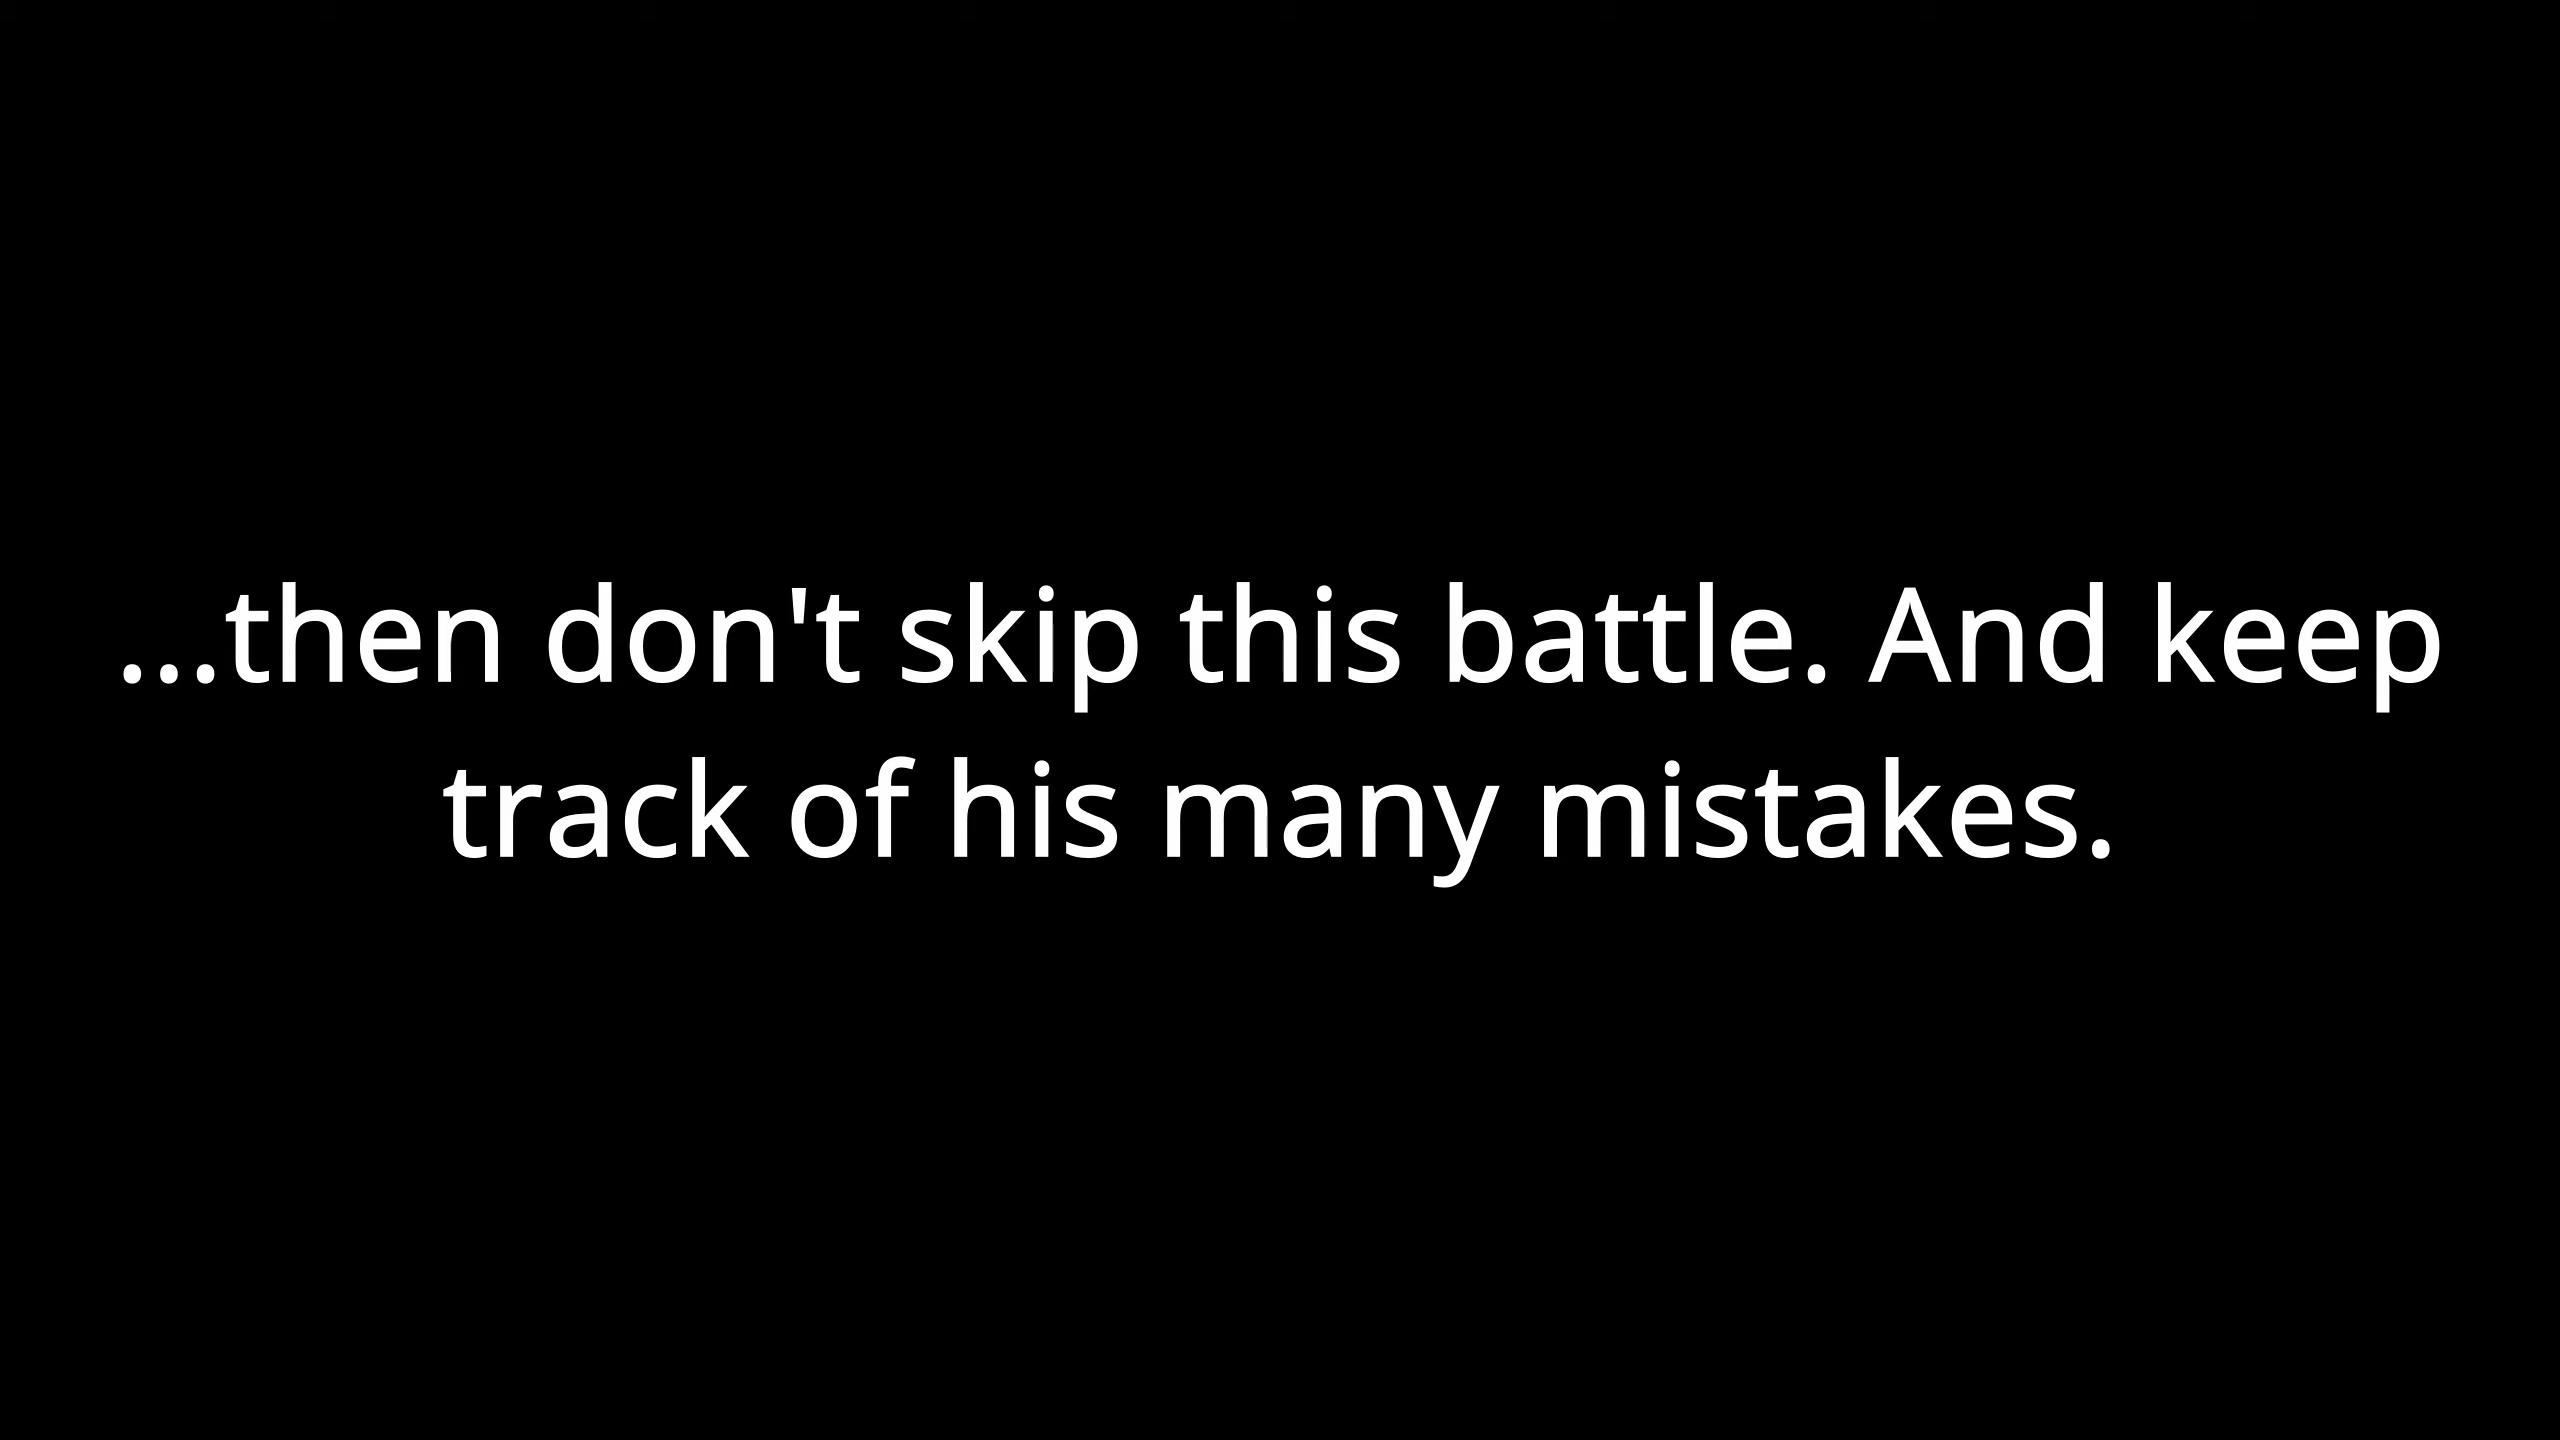 ...then don't skip this battle. And keep
track of his many mistakes.